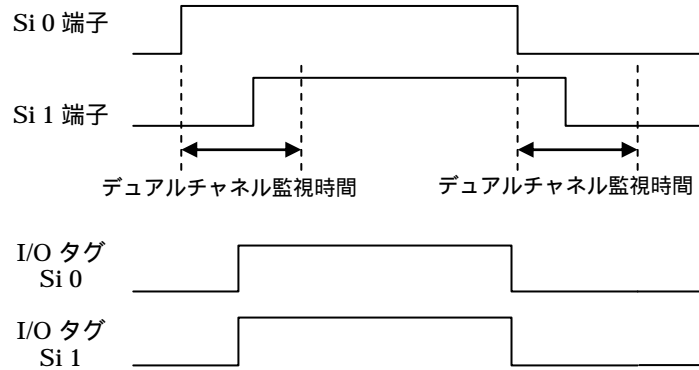 Si 0 端子
Si 1 端子
デュアルチャネル監視時間 デュアルチャネル監視時間
I/O タグ
Si 0
I/O タグ
Si 1